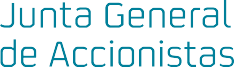 Junta General
de Accionistas